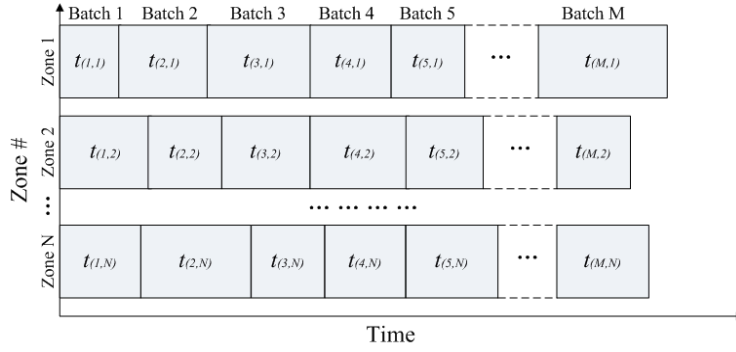 Batch 1 Batch 2 Batch 3 Batch 4 Batch 5 Batch M
Zone 1
t(1,1) t(2,1) t(3,1) t(4,1) t(5,1) ... t(M,1)
Zone #
Zone 2
t(1,2) t(2,2) t(3,2) t(4,2) t(5,2) ... t(M,2)
... ... ... ... ...
Zone N
t(1,N) t(2,N) t(3,N) t(4,N) t(5,N) ... t(M,N)
Time